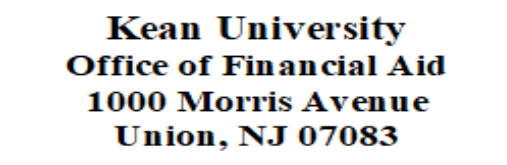 Kean University
Office of Financial Aid
1000 Morris Avenue
Union, NJ 07083